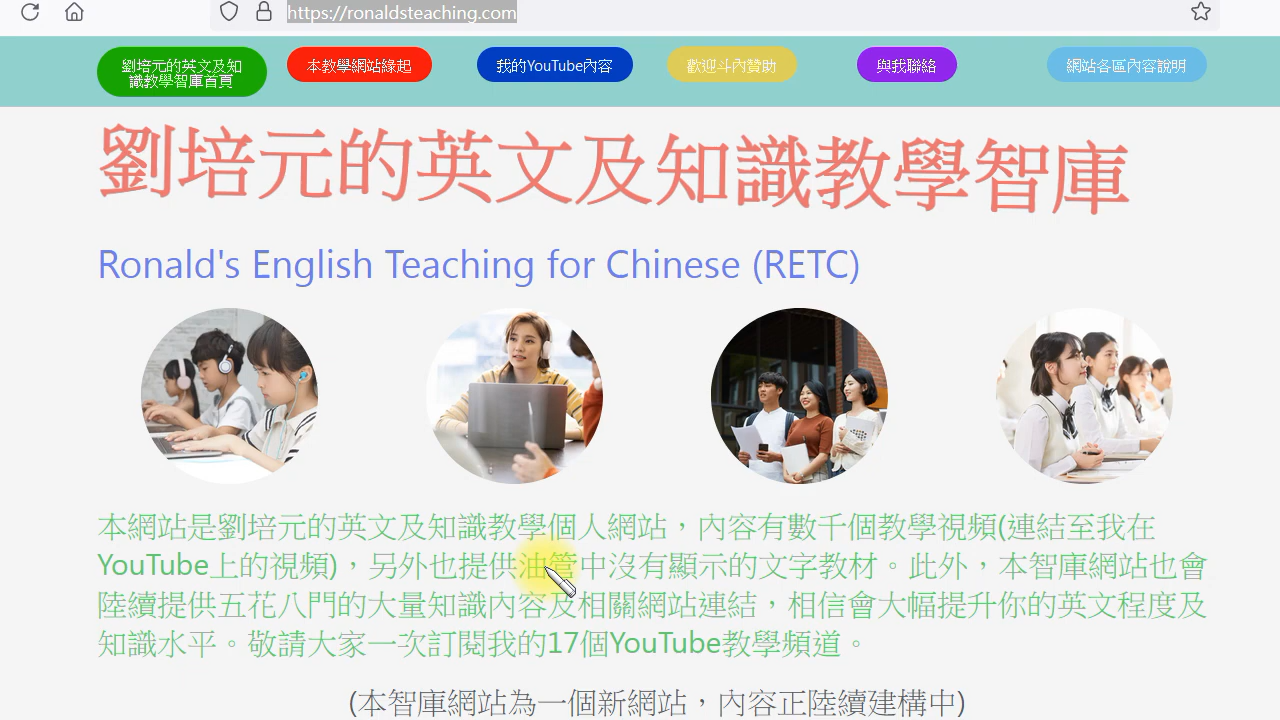 https://ronaldsteaching.com
劉培元的英文及知
識教學智庫首頁
本教學網站緣起
我的YouTube內容
歡迎斗內贊助
與我聯絡
網站各區內容說明
劉培元的英文及知識教學智庫
Ronald's English Teaching for Chinese (RETC)
本網站是劉培元的英文及知識教學個人網站，內容有數千個教學視頻(連結至我在
YouTube上的視頻)，另外也提供油管中沒有顯示的文字教材。此外，本智庫網站也會
陸續提供五花八門的大量知識內容及相關網站連結，相信會大幅提升你的英文程度及
知識水平。敬請大家一次訂閱我的17個YouTube教學頻道。
(本智庫網站為一個新網站，內容正陸續建構中)